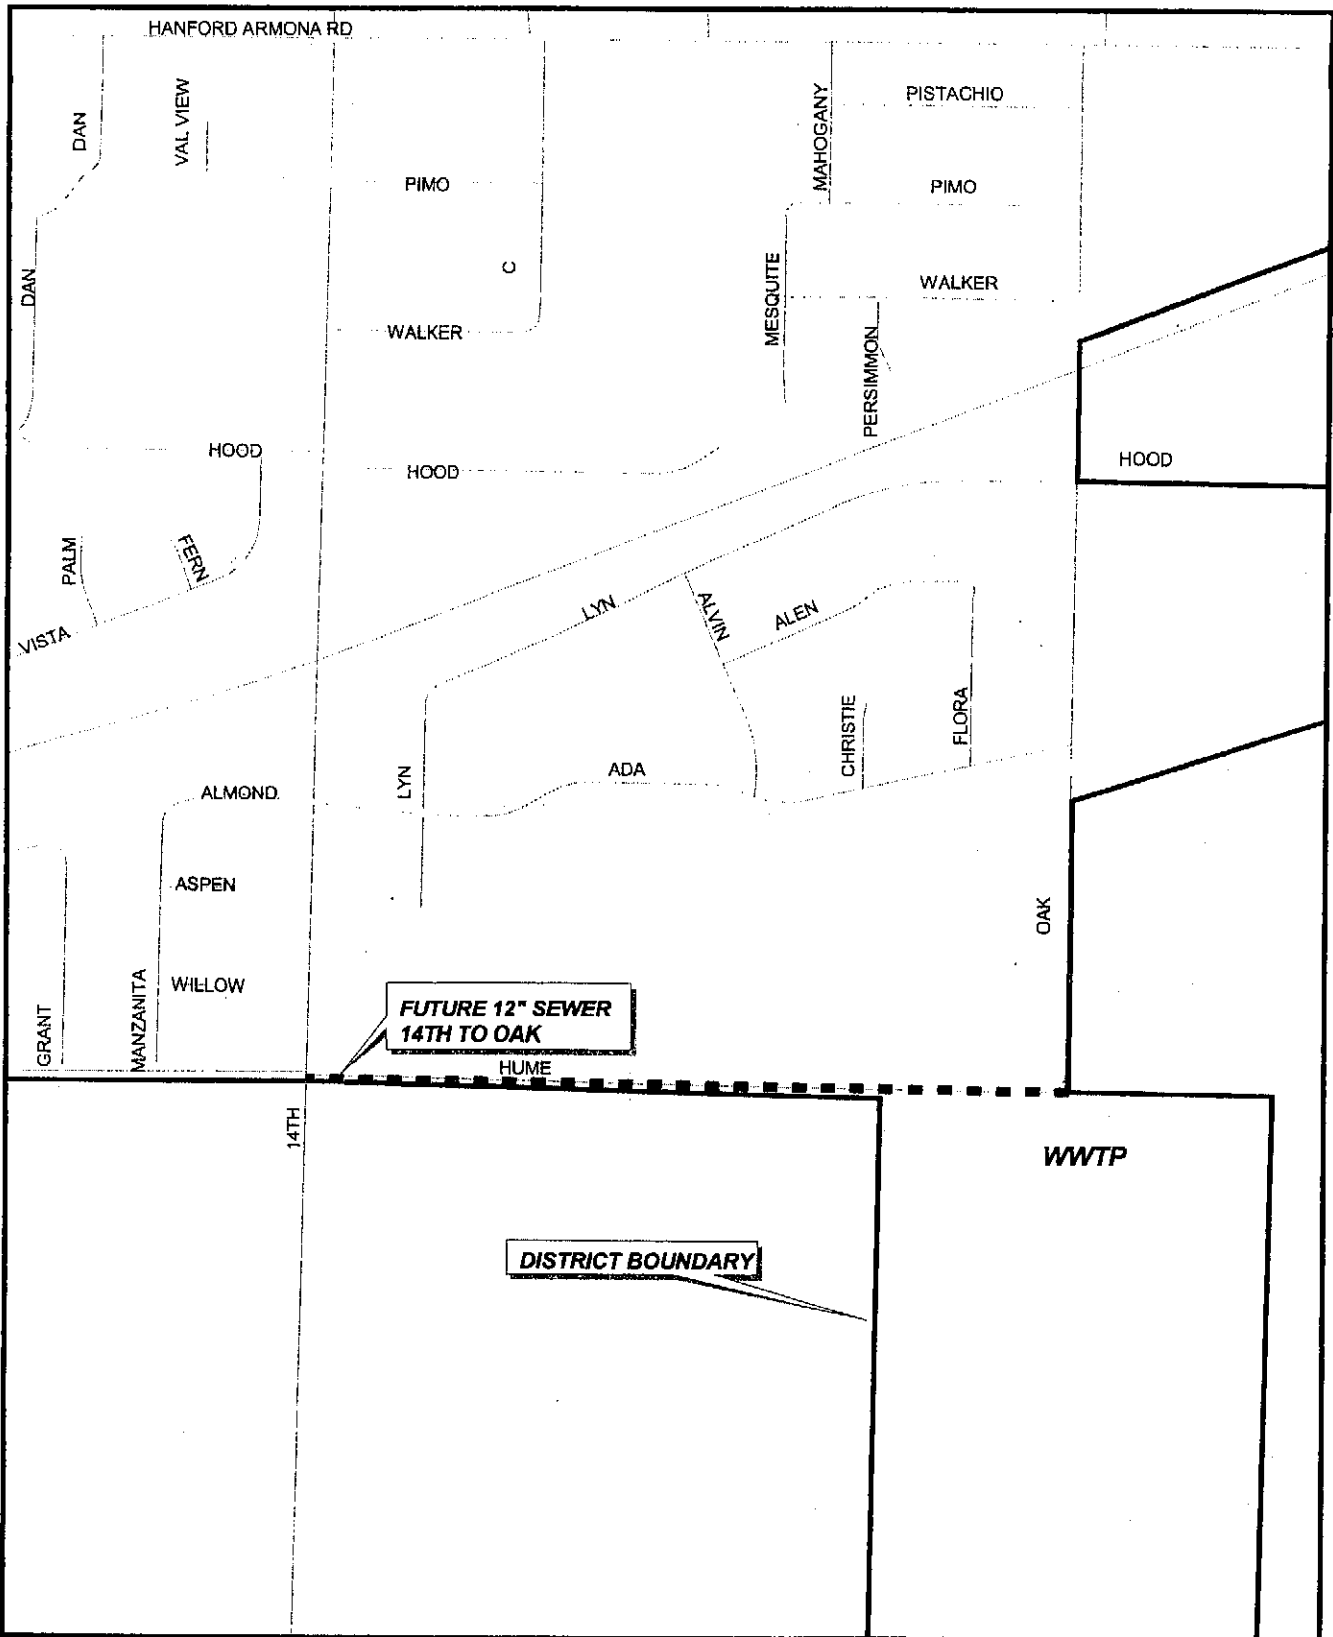 HANFORD ARMONA RD
DAN
VAL VIEW
MAHOGANY
PISTACHIO
PIMO
PIMO
DAN
C
MESQUITE
WALKER
WALKER
PERSIMMON
HOOD
HOOD
HOOD
PALM
FERN
VISTA
LYN
ALVIN
ALEN
CHRISTIE
FLORA
LYN
ADA
ALMOND
ASPEN
OAK
WILLOW
GRANT
MANZANITA
FUTURE 12" SEWER
14TH TO OAK
HUME
14TH
WWTP
DISTRICT BOUNDARY